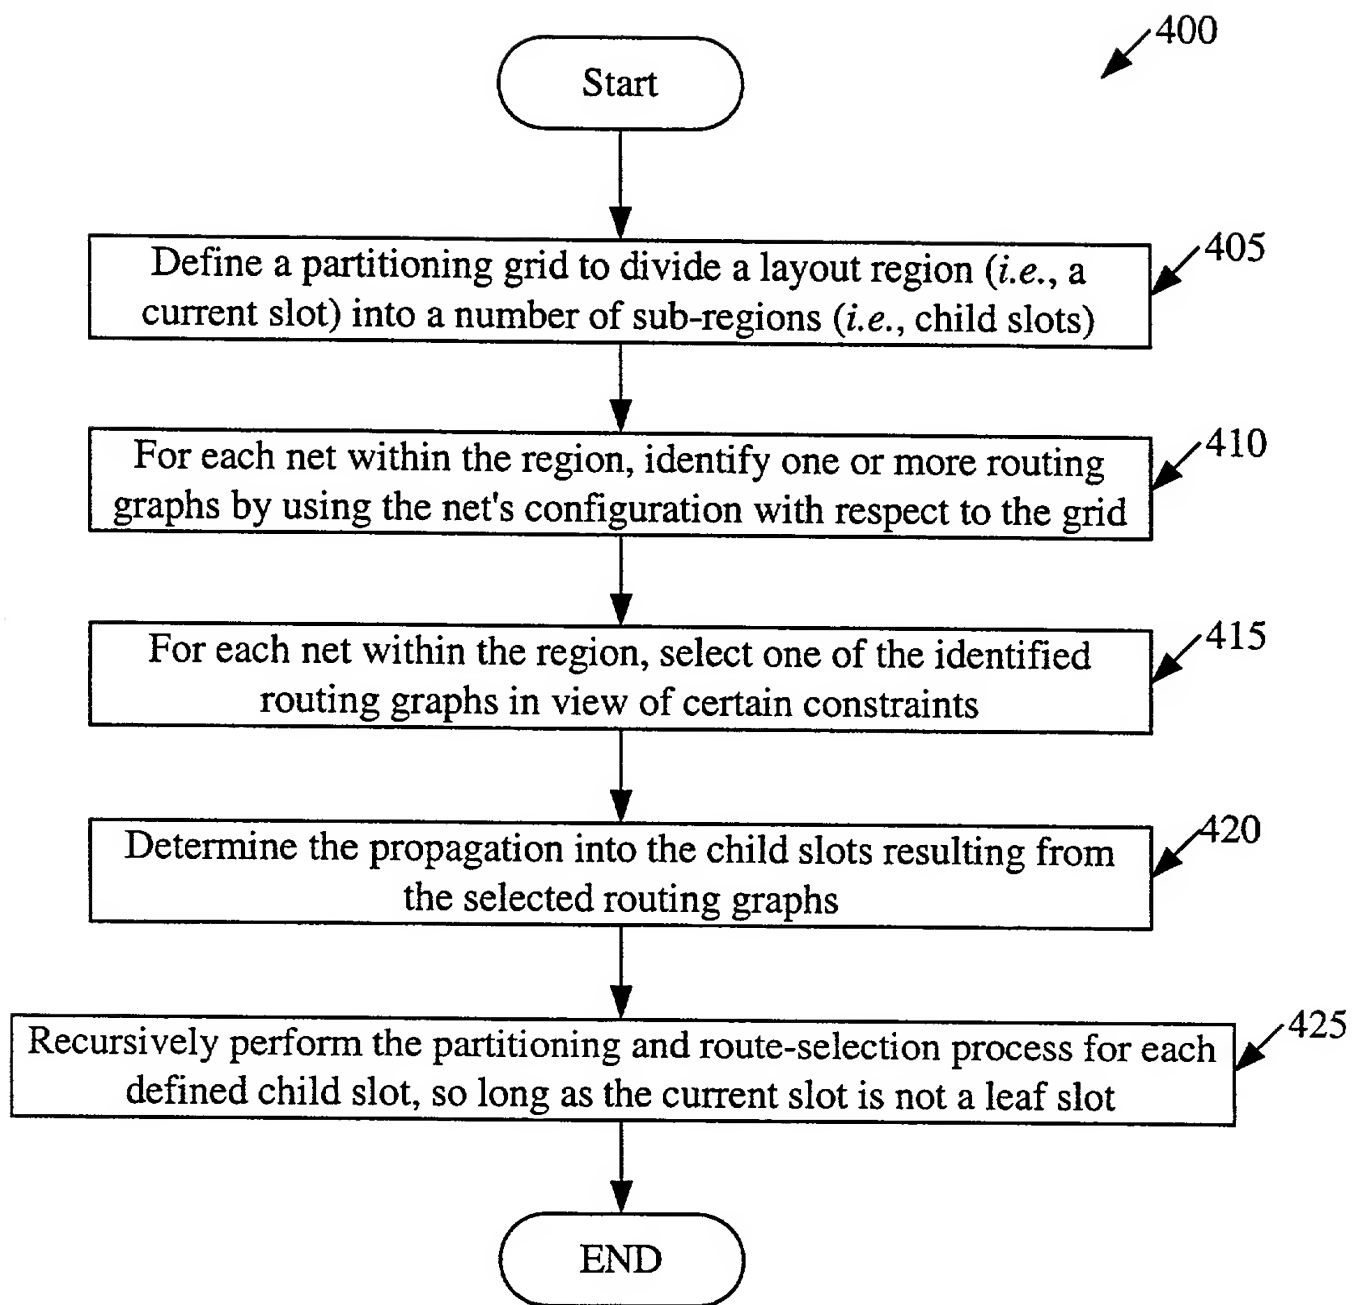 400
Start
Define a partitioning grid to divide a layout region (i.e., a
current slot) into a number of sub-regions (i.e., child slots)
405
For each net within the region, identify one or more routing
graphs by using the net's configuration with respect to the grid
410
For each net within the region, select one of the identified
routing graphs in view of certain constraints
415
Determine the propagation into the child slots resulting from
the selected routing graphs
420
Recursively perform the partitioning and route-selection process for each
defined child slot, so long as the current slot is not a leaf slot
425
END